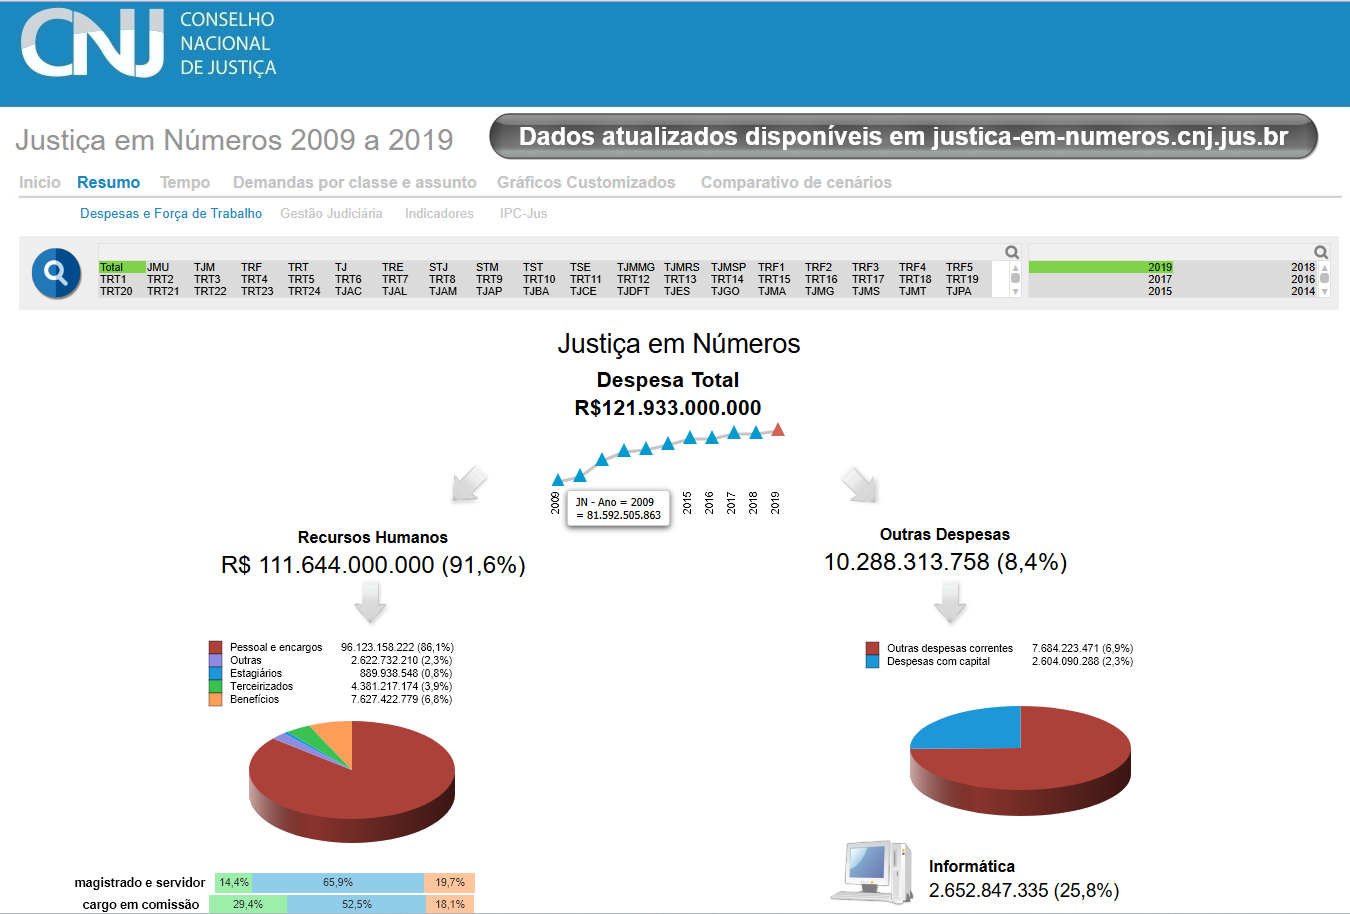 CNJ CONSELHO
NACIONAL
DE JUSTIÇA
Justiça em Números 2009 a 2019
Dados atualizados disponíveis em justica-em-numeros.cnj.jus.br
Início Resumo Tempo Demandas por classe e assunto Gráficos Customizados Comparativo de cenários
Despesas e Força de Trabalho Gestão Judiciária Indicadores IPC-Jus
Total JMU TJM TRF TRT TJ TRE STJ STM TST TSE TJMMG TJMRS TJMSP TRF1 TRF2 TRF3 TRF4 TRF5 2019 2018
TRT1 TRT2 TRT3 TRT4 TRT5 TRT6 TRT7 TRT8 TRT9 TRT10 TRT11 TRT12 TRT13 TRT14 TRT15 TRT16 TRT17 TRT18 TRT19 2017 2016
TRT20 TRT21 TRT22 TRT23 TRT24 TJAC TJAL TJAM TJAP TJBA TJCE TJDFT TJES TJGO TJMA TJMG TJMS TJMT TJPA 2015 2014
Justiça em Números
Despesa Total
R$121.933.000.000
2009 2015 2016 2017 2018 2019
JN - Ano = 2009
= 81.592.505.863
Recursos Humanos
R$ 111.644.000.000 (91,6%)
Outras Despesas
10.288.313.758 (8,4%)
Pessoal e encargos 96.123.158.222 (86,1%)
Outras 2.622.732.210 (2,3%)
Estagiários 889.938.548 (0,8%)
Terceirizados 4.381.217.174 (3,9%)
Benefícios 7.627.422.779 (6,8%)
Outras despesas correntes 7.684.223.471 (6,9%)
Despesas com capital 2.604.090.288 (2,3%)
magistrado e servidor 14,4% 65,9% 19,7%
cargo em comissão 29,4% 52,5% 18,1%
Informática
2.652.847.335 (25,8%)